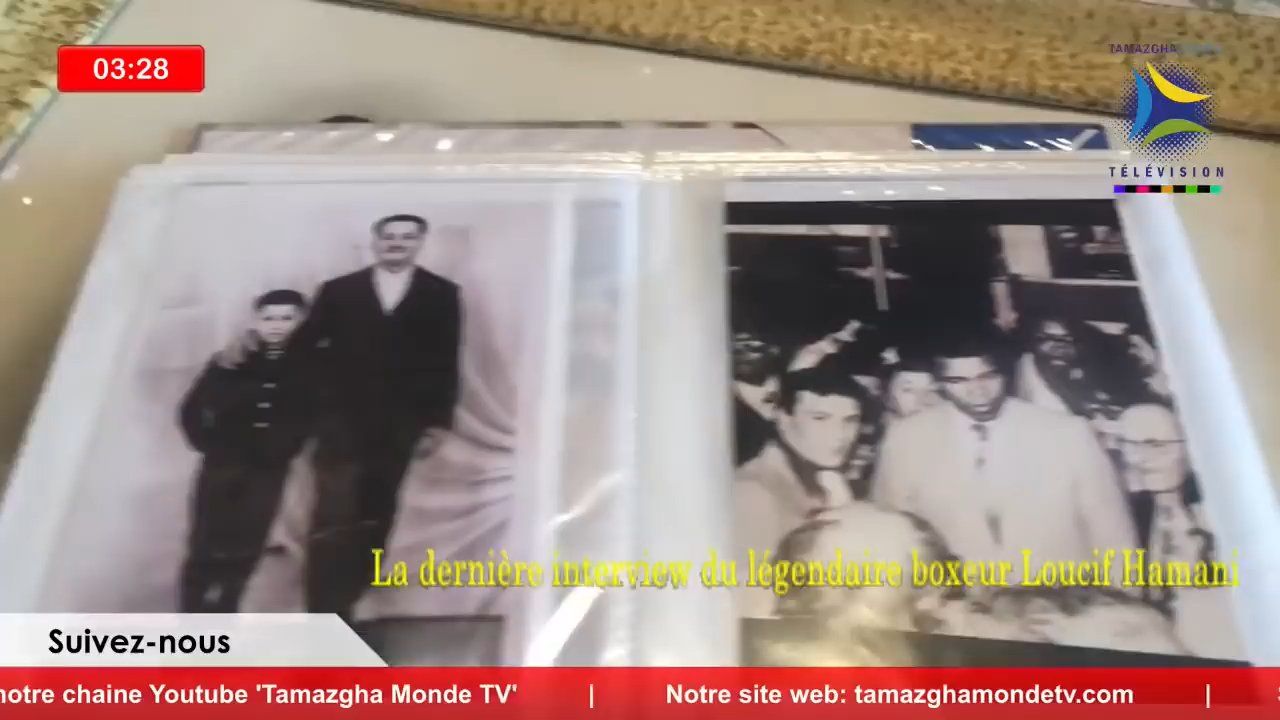 03:28
TAMAZGHA
TÉLÉVISION
La dernière interview du légendaire boxeur Loucif Hamani
Suivez-nous
notre chaine Youtube 'Tamazgha Monde TV' | Notre site web: tamazghamondetv.com |